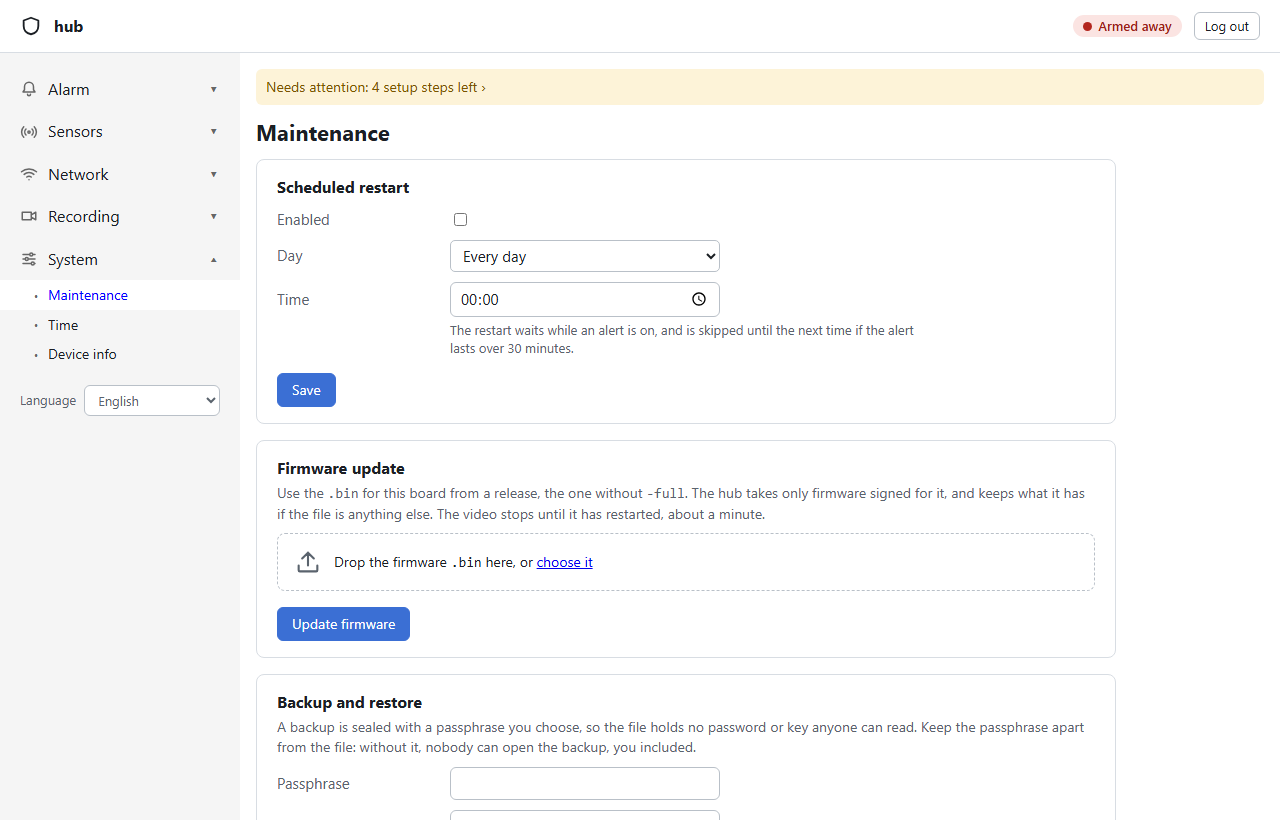 hub
Armed away
Log out
Alarm
Sensors
Network
Recording
System
Maintenance
Time
Device info
Language
English
Needs attention: 4 setup steps left ›
Maintenance
Scheduled restart
Enabled
Day
Every day
Time
00:00
The restart waits while an alert is on, and is skipped until the next time if the alert
lasts over 30 minutes.
Save
Firmware update
Use the .bin for this board from a release, the one without -full. The hub takes only firmware signed for it, and keeps what it has
if the file is anything else. The video stops until it has restarted, about a minute.
Drop the firmware .bin here, or choose it
Update firmware
Backup and restore
A backup is sealed with a passphrase you choose, so the file holds no password or key anyone can read. Keep the passphrase apart
from the file: without it, nobody can open the backup, you included.
Passphrase